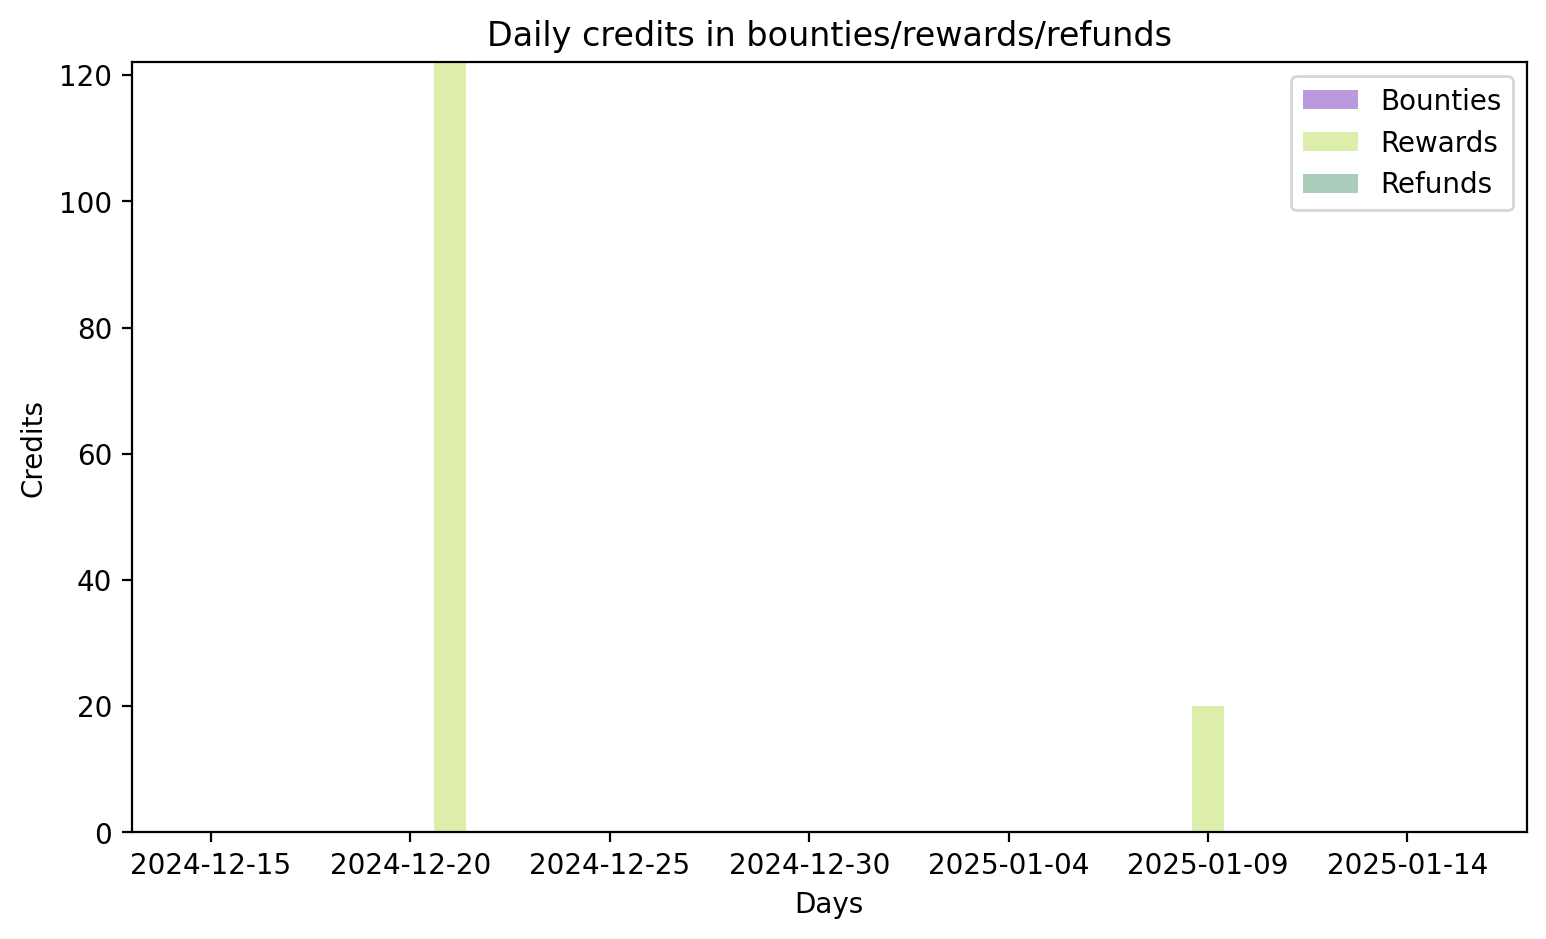 Daily credits in bounties/rewards/refunds
120
100
80
60
40
20
0
Credits
Bounties
Rewards
Refunds
2024-12-15 2024-12-20 2024-12-25 2024-12-30 2025-01-04 2025-01-09 2025-01-14
Days